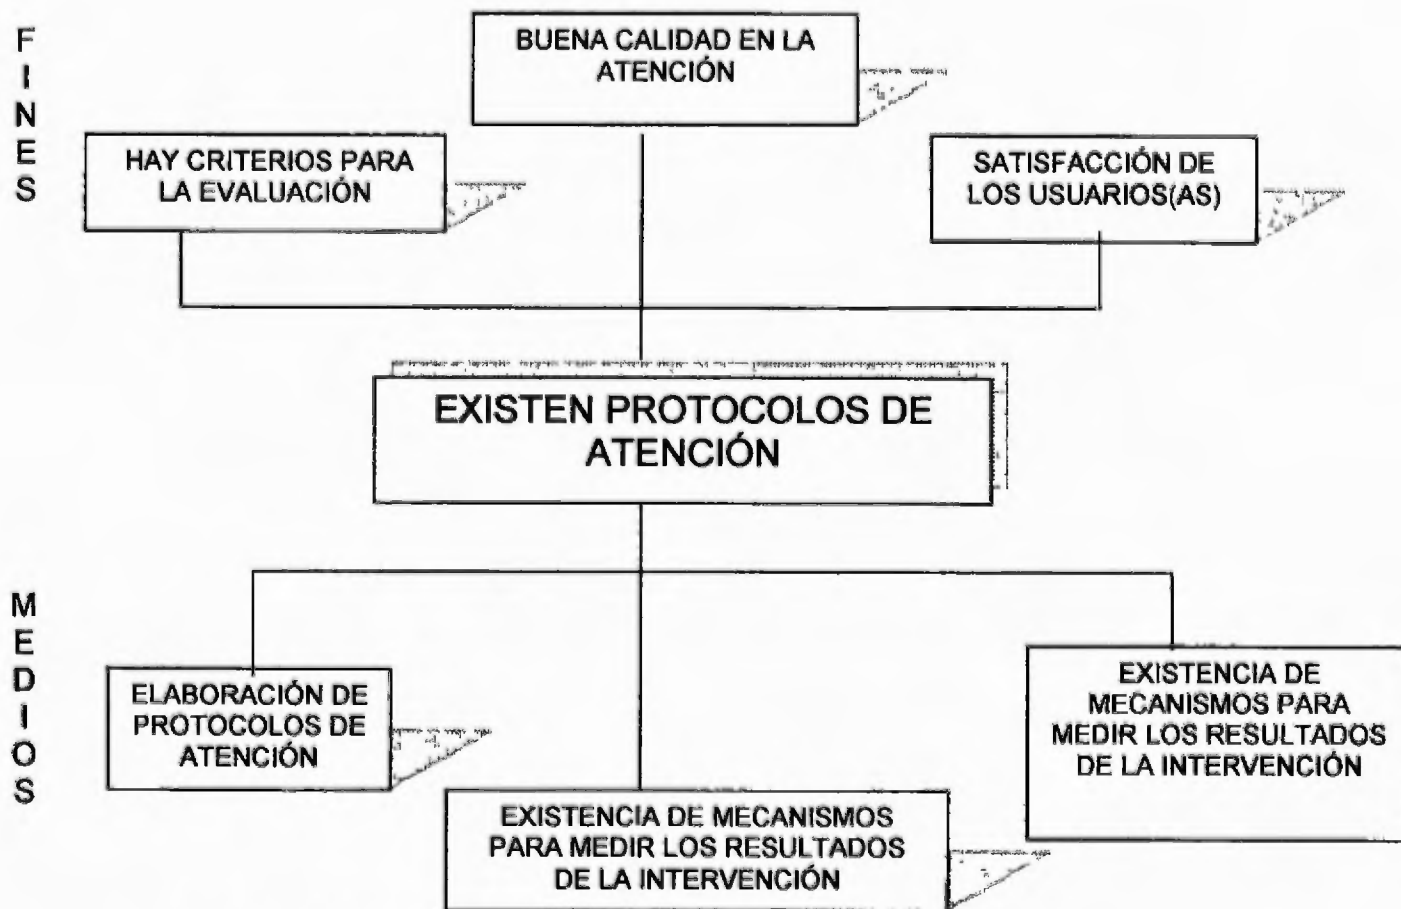 FINES
BUENA CALIDAD EN LA
ATENCIÓN
HAY CRITERIOS PARA
LA EVALUACIÓN
SATISFACCIÓN DE
LOS USUARIOS(AS)
EXISTEN PROTOCOLOS DE
ATENCIÓN
MEDIOS
ELABORACIÓN DE
PROTOCOLOS DE
ATENCIÓN
EXISTENCIA DE MECANISMOS
PARA MEDIR LOS RESULTADOS
DE LA INTERVENCIÓN
EXISTENCIA DE
MECANISMOS PARA
MEDIR LOS RESULTADOS
DE LA INTERVENCIÓN